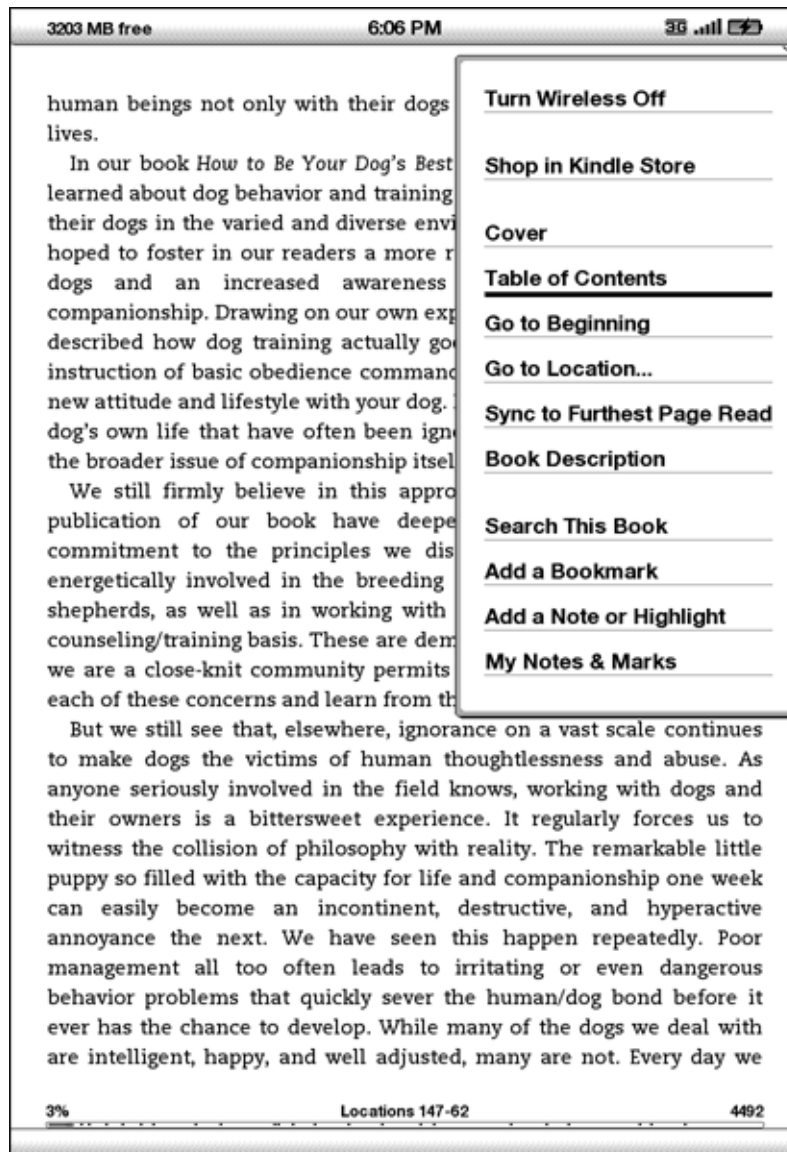 3203 MB free 6:06 PM 3G
human beings not only with their dogs
lives.
In our book How to Be Your Dog's Best
learned about dog behavior and training
their dogs in the varied and diverse envi
hoped to foster in our readers a more r
dogs and an increased awareness
companionship. Drawing on our own exp
described how dog training actually go
instruction of basic obedience command
new attitude and lifestyle with your dog.
dog's own life that have often been igno
the broader issue of companionship itsel
We still firmly believe in this appro
publication of our book have deepe
commitment to the principles we dis
energetically involved in the breeding
shepherds, as well as in working with
counseling/training basis. These are dem
we are a close-knit community permits
each of these concerns and learn from th
Turn Wireless Off
Shop in Kindle Store
Cover
Table of Contents
Go to Beginning
Go to Location...
Sync to Furthest Page Read
Book Description
Search This Book
Add a Bookmark
Add a Note or Highlight
My Notes & Marks
But we still see that, elsewhere, ignorance on a vast scale continues
to make dogs the victims of human thoughtlessness and abuse. As
anyone seriously involved in the field knows, working with dogs and
their owners is a bittersweet experience. It regularly forces us to
witness the collision of philosophy with reality. The remarkable little
puppy so filled with the capacity for life and companionship one week
can easily become an incontinent, destructive, and hyperactive
annoyance the next. We have seen this happen repeatedly. Poor
management all too often leads to irritating or even dangerous
behavior problems that quickly sever the human/dog bond before it
ever has the chance to develop. While many of the dogs we deal with
are intelligent, happy, and well adjusted, many are not. Every day we
3% Locations 147-62 4492